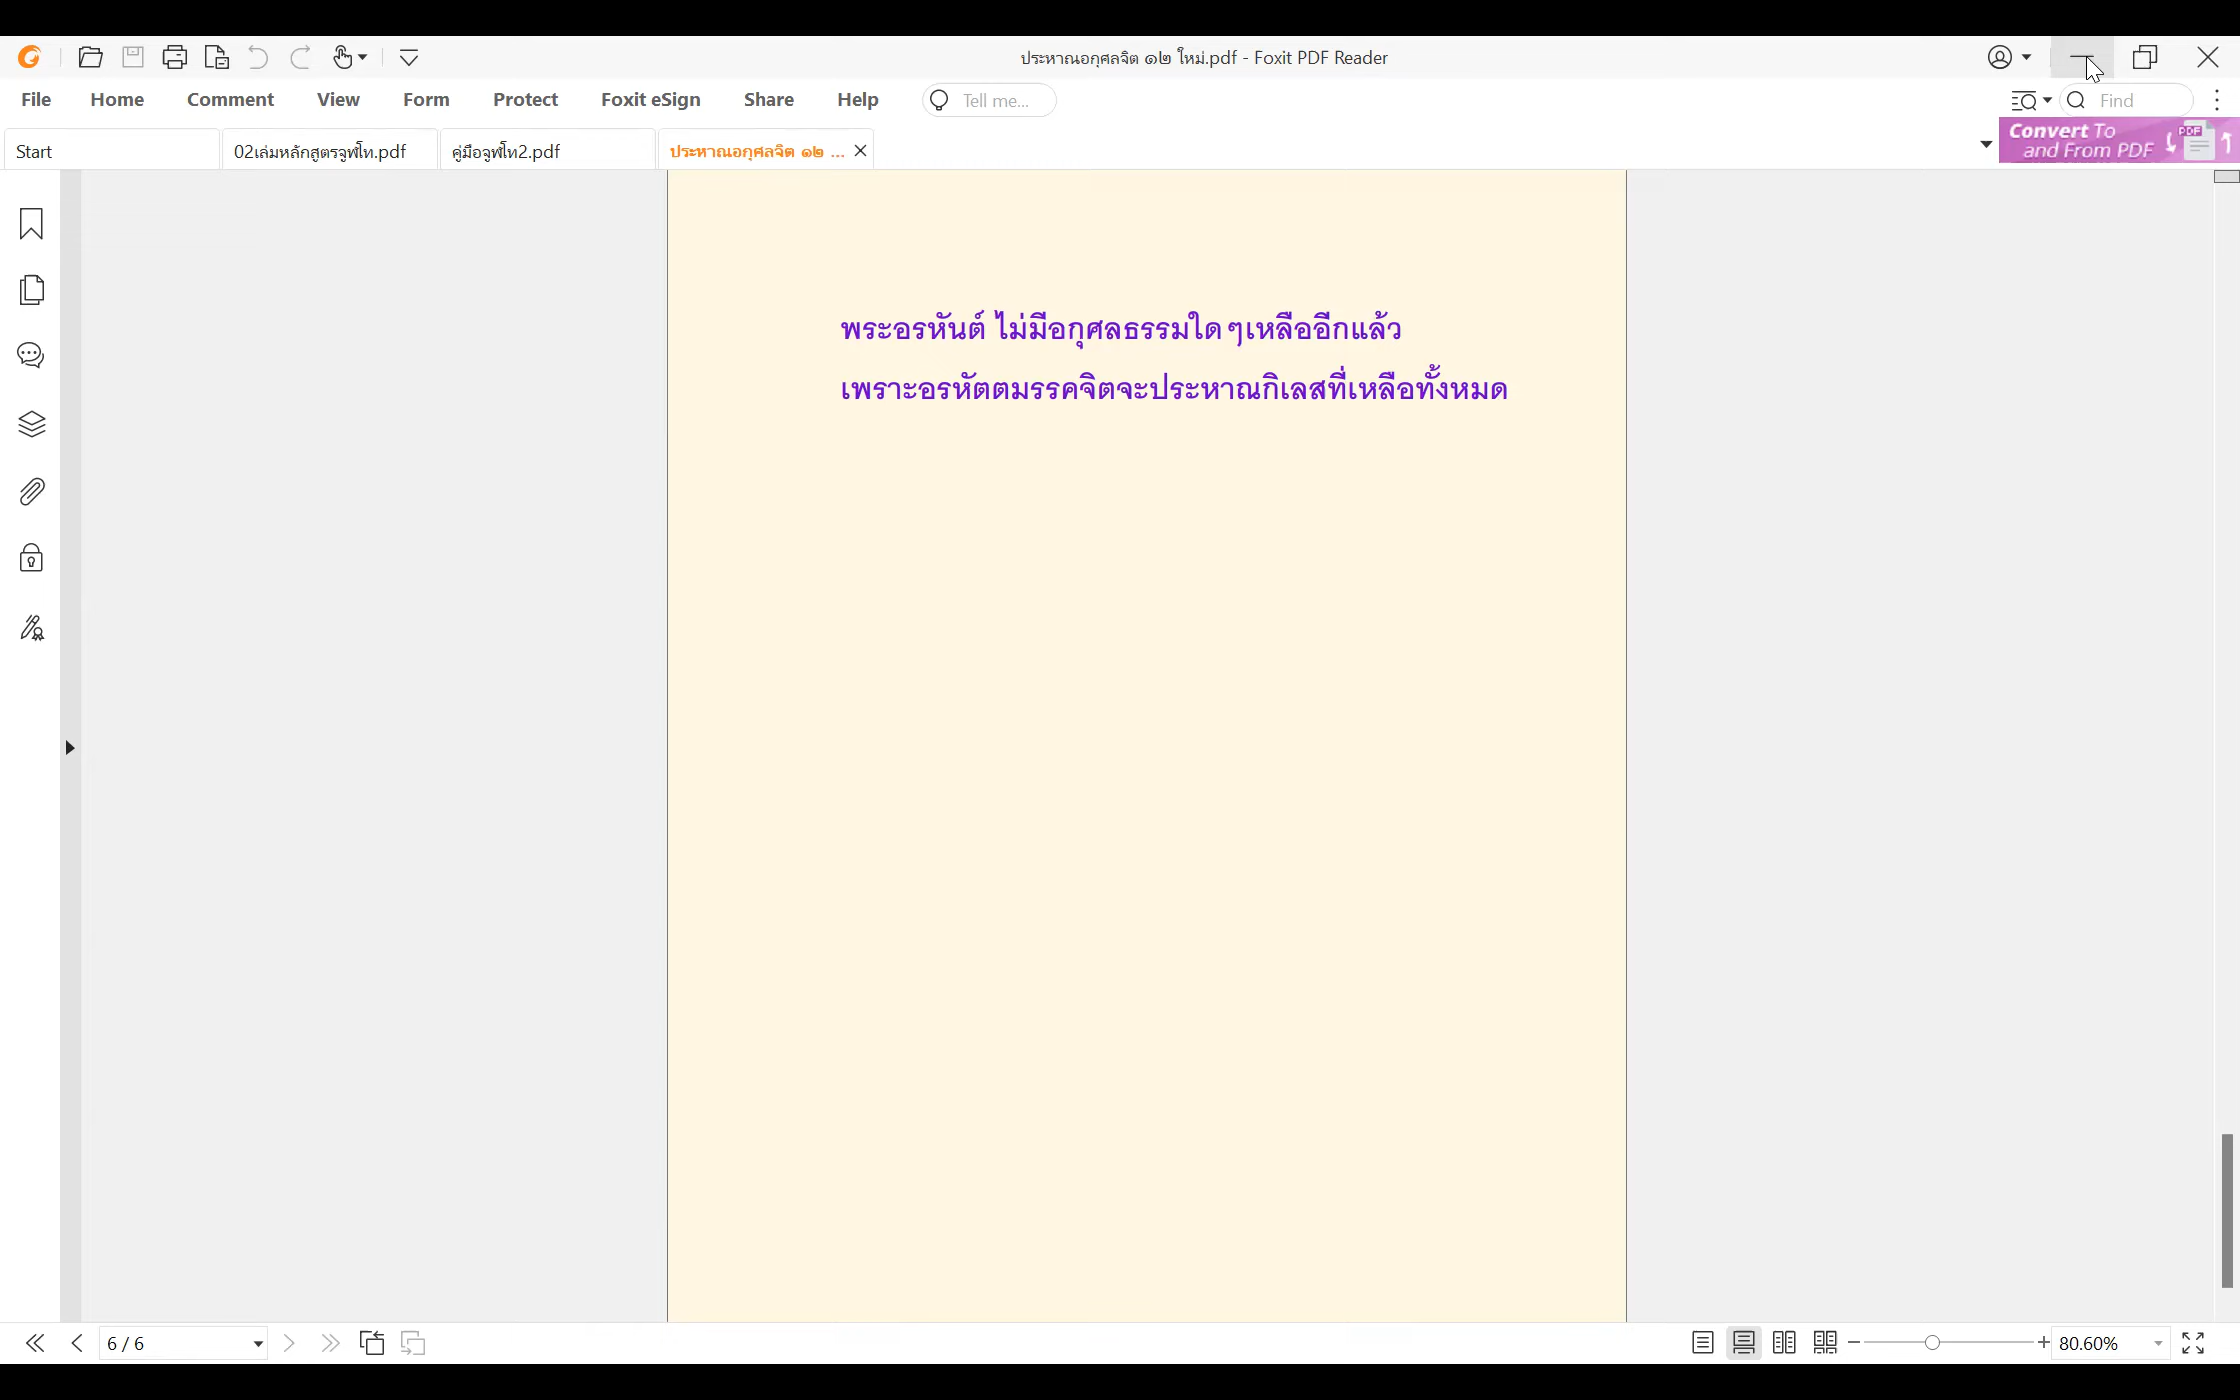 ประหาณอกุศลจิต ๑๒ ใหม่.pdf - Foxit PDF Reader
File Home Comment View Form Protect Foxit eSign Share Help Tell me... Find
Start 02เล่มหลักสูตรจูฬโท.pdf คู่มือจูฬโท2.pdf ประหาณอกุศลจิต ๑๒ ...
Convert To
and From PDF
PDF
พระอรหันต์ ไม่มีอกุศลธรรมใดๆเหลืออีกแล้ว
เพราะอรหัตตมรรคจิตจะประหาณกิเลสที่เหลือทั้งหมด
6 / 6 80.60%